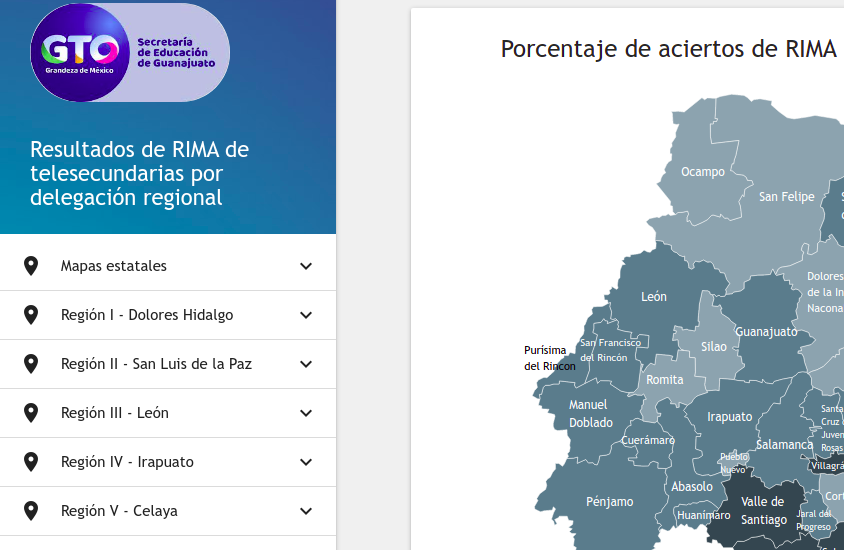 GTO
Grandeza de México
Secretaría
de Educación
de Guanajuato
Resultados de RIMA de
telesecundarias por
delegación regional
Mapas estatales
Región I - Dolores Hidalgo
Región II - San Luis de la Paz
Región III - León
Región IV - Irapuato
Región V - Celaya
Porcentaje de aciertos de RIMA
Ocampo
San Felipe
Dolores
de la In
Naciona
León
Guanajuato
Purísima
del Rincon
San Francisco
del Rincón
Silao
Romita
Manuel
Doblado
Irapuato
Santa
Cruz
Juven
Rosas
Cuerámaro
Salamanca
Pueblo
Nuevo
Villagrá
Abasolo
Pénjamo
Valle de
Santiago
Cort
Huanímaro
Jaral del
Progreso